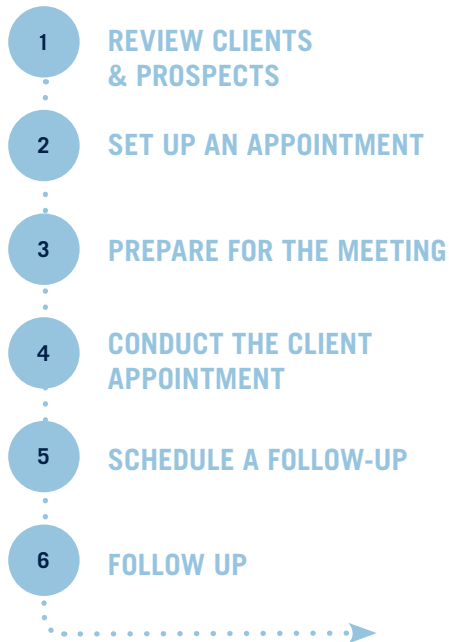 1
REVIEW CLIENTS
& PROSPECTS
2
SET UP AN APPOINTMENT
3
PREPARE FOR THE MEETING
4
CONDUCT THE CLIENT
APPOINTMENT
5
SCHEDULE A FOLLOW-UP
6
FOLLOW UP